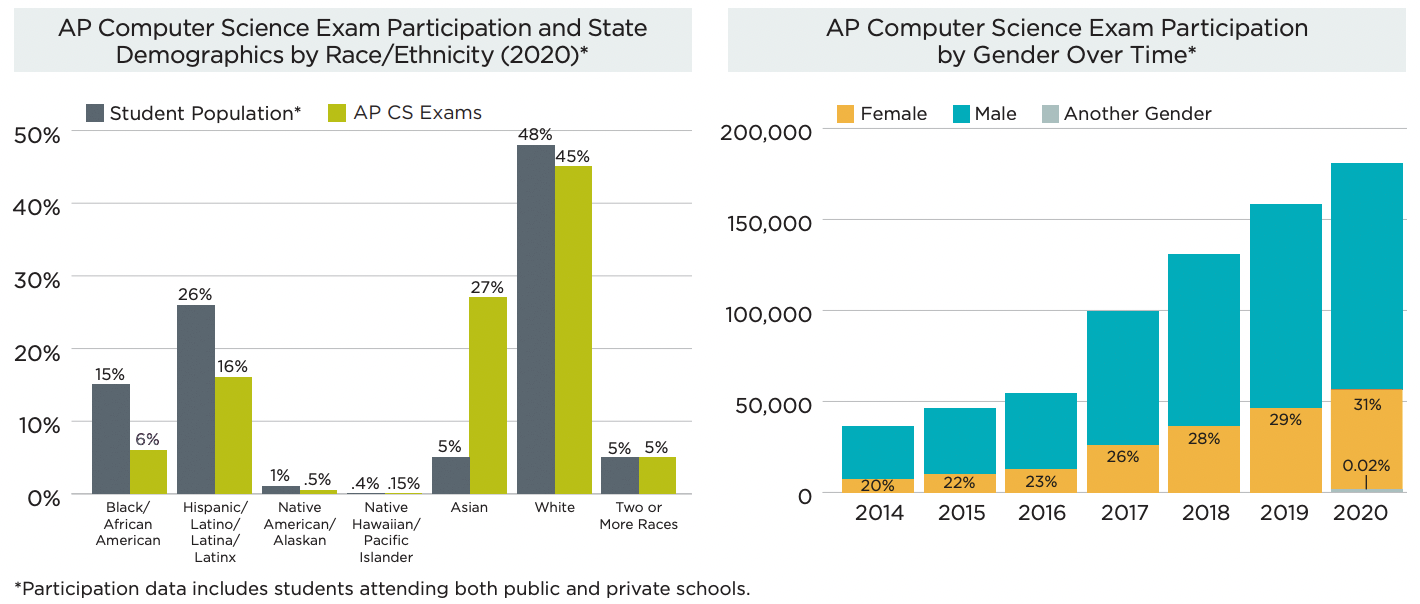 AP Computer Science Exam Participation and State
Demographics by Race/Ethnicity (2020)*
Student Population*
AP CS Exams
50%
40%
30%
20%
10%
0%
15%
6%
26%
16%
1%
.5%
.4%
.15%
5%
27%
48%
45%
5%
5%
Black/
African
American
Hispanic/
Latino/
Latina/
Latinx
Native
American/
Alaskan
Native
Hawaiian/
Pacific
Islander
Asian
White
Two or
More Races
AP Computer Science Exam Participation
by Gender Over Time*
Female
Male
Another Gender
200,000
150,000
100,000
50,000
0
20%
22%
23%
26%
28%
29%
31%
0.02%
2014
2015
2016
2017
2018
2019
2020
*Participation data includes students attending both public and private schools.